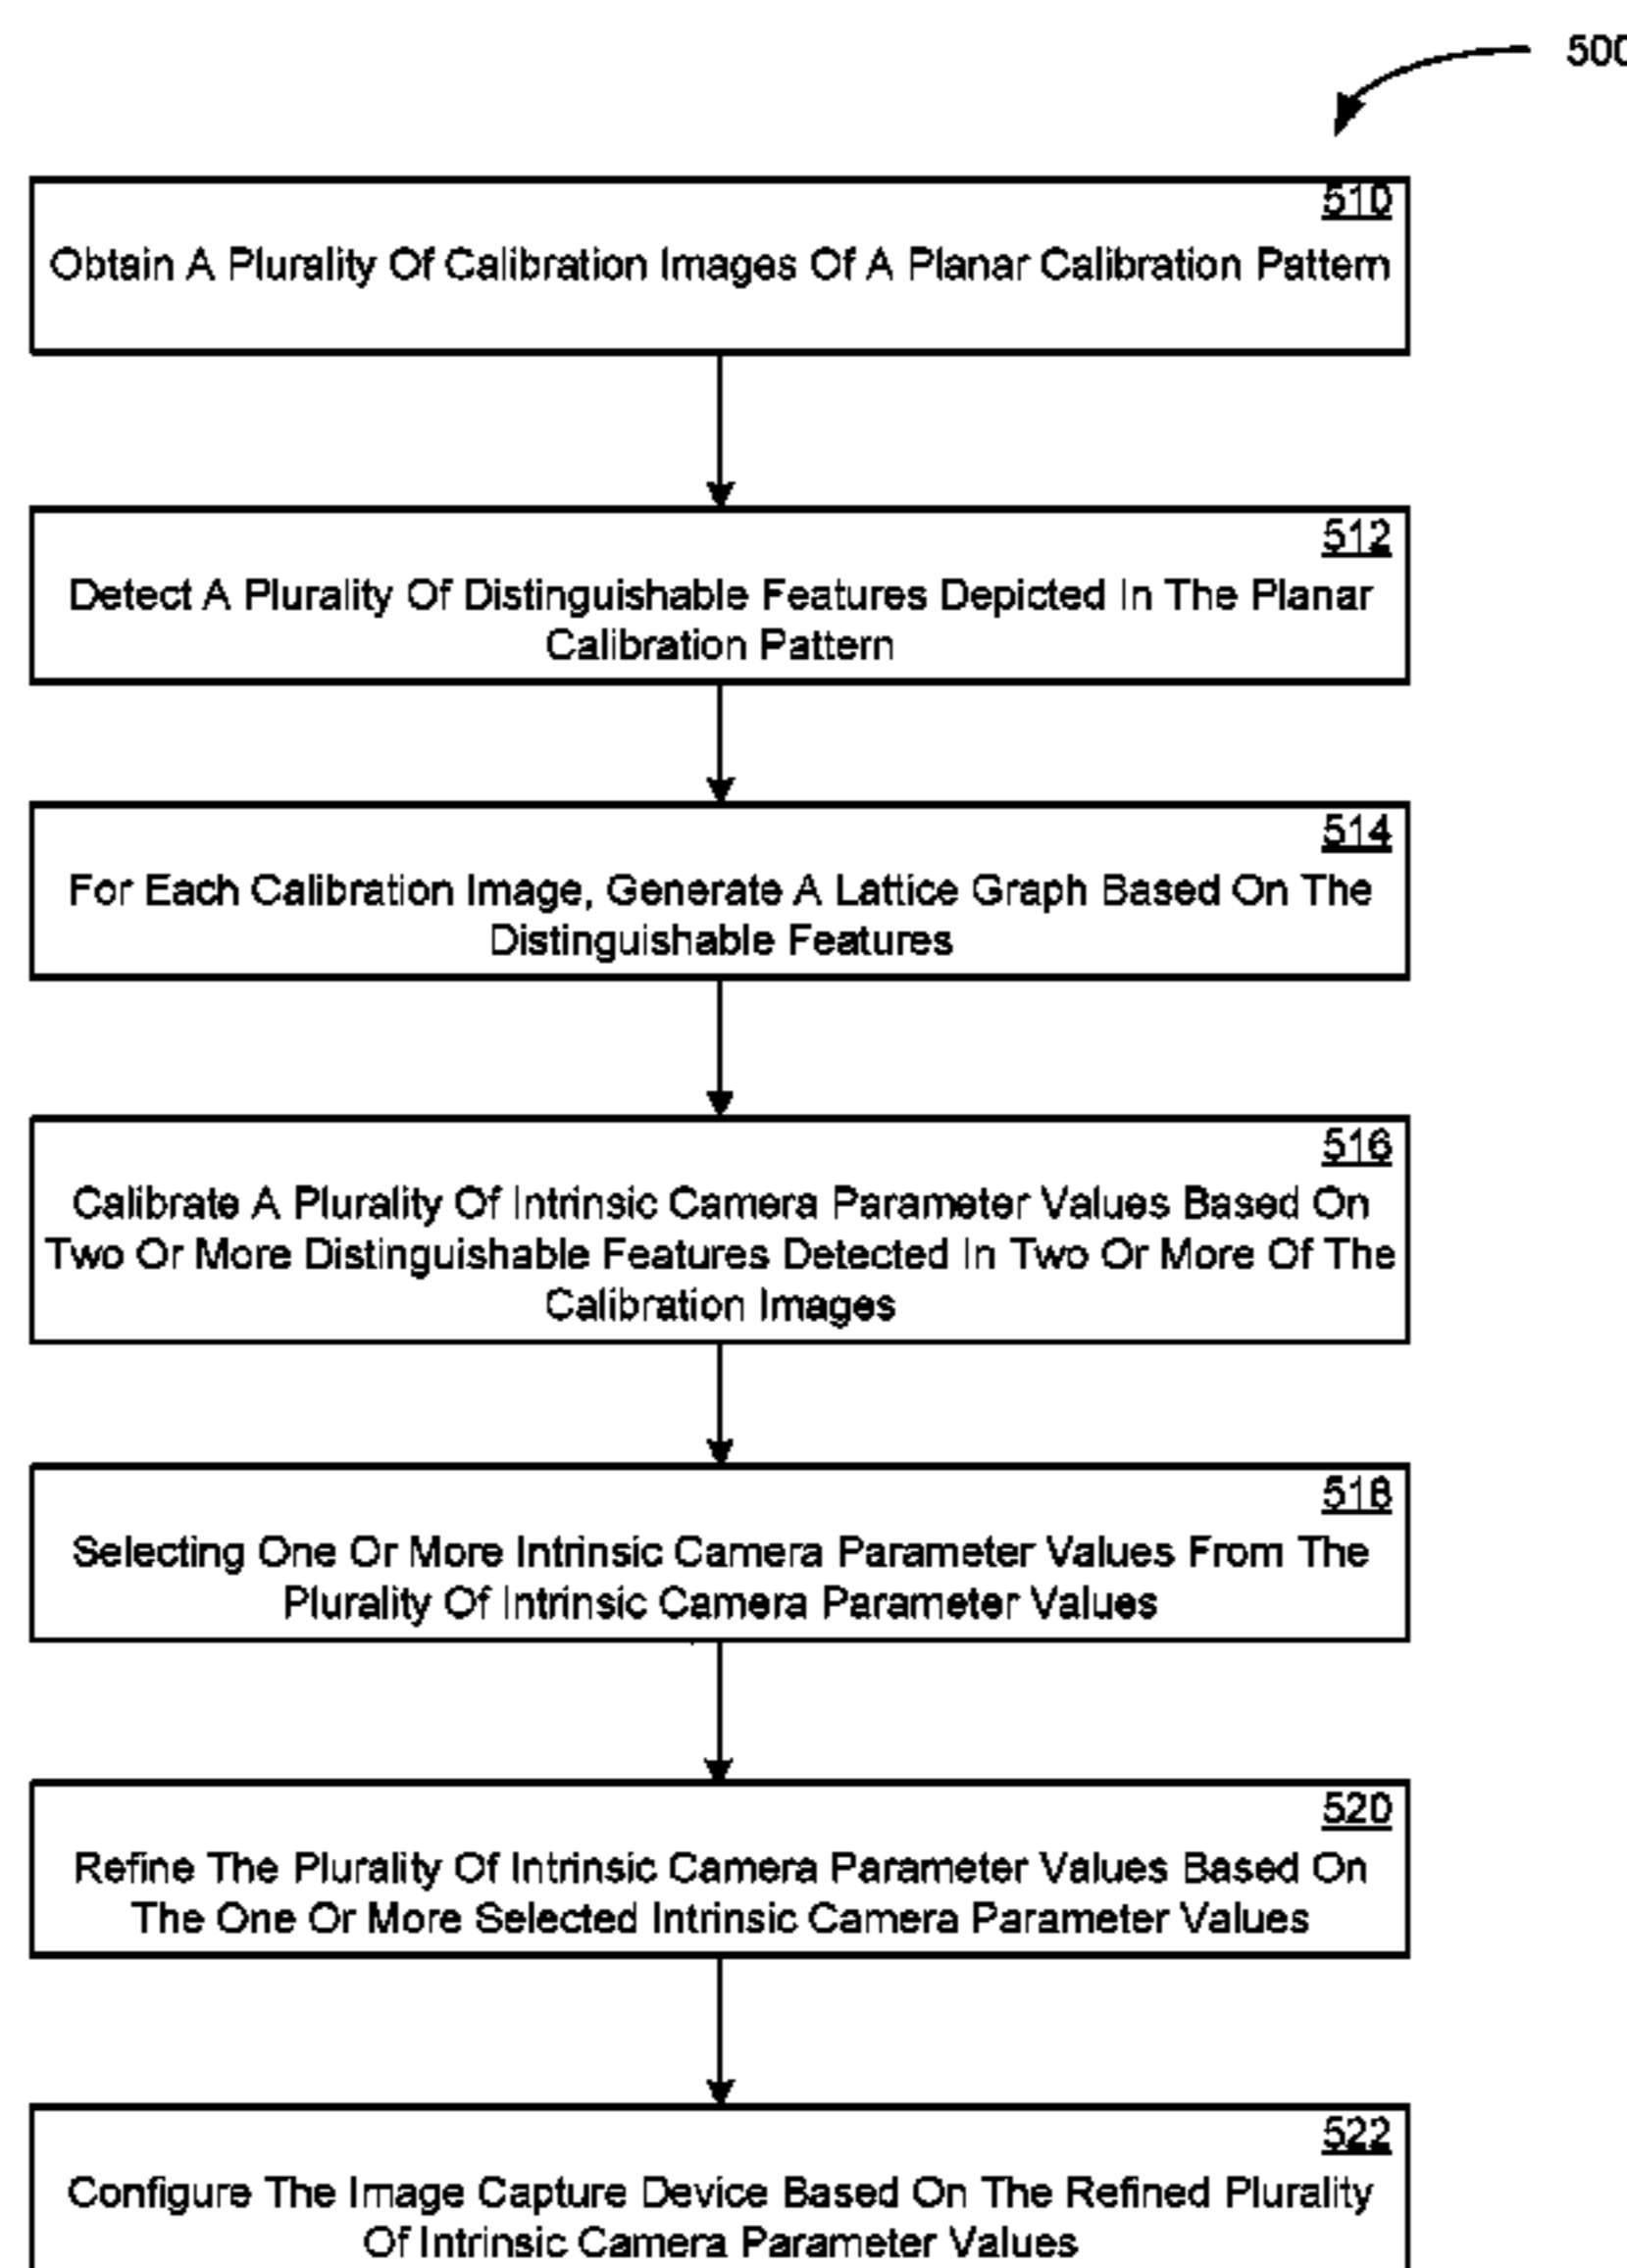 500
510
Obtain A Plurality Of Calibration Images Of A Planar Calibration Pattern
512
Detect A Plurality Of Distinguishable Features Depicted In The Planar
Calibration Pattern
514
For Each Calibration Image, Generate A Lattice Graph Based On The
Distinguishable Features
516
Calibrate A Plurality Of Intrinsic Camera Parameter Values Based On
Two Or More Distinguishable Features Detected In Two Or More Of The
Calibration Images
518
Selecting One Or More Intrinsic Camera Parameter Values From The
Plurality Of Intrinsic Camera Parameter Values
520
Refine The Plurality Of Intrinsic Camera Parameter Values Based On
The One Or More Selected Intrinsic Camera Parameter Values
522
Configure The Image Capture Device Based On The Refined Plurality
Of Intrinsic Camera Parameter Values